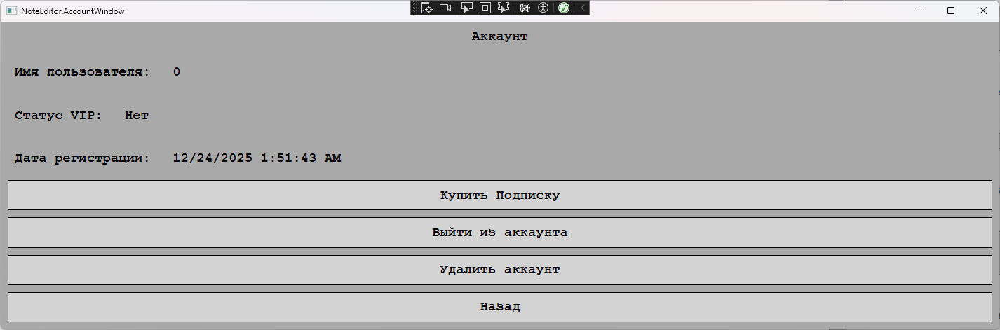 NoteEditor.AccountWindow
Аккаунт
Имя пользователя: 0
Статус VIP: Нет
Дата регистрации: 12/24/2025 1:51:43 AM
Купить Подписку
Выйти из аккаунта
Удалить аккаунт
Назад